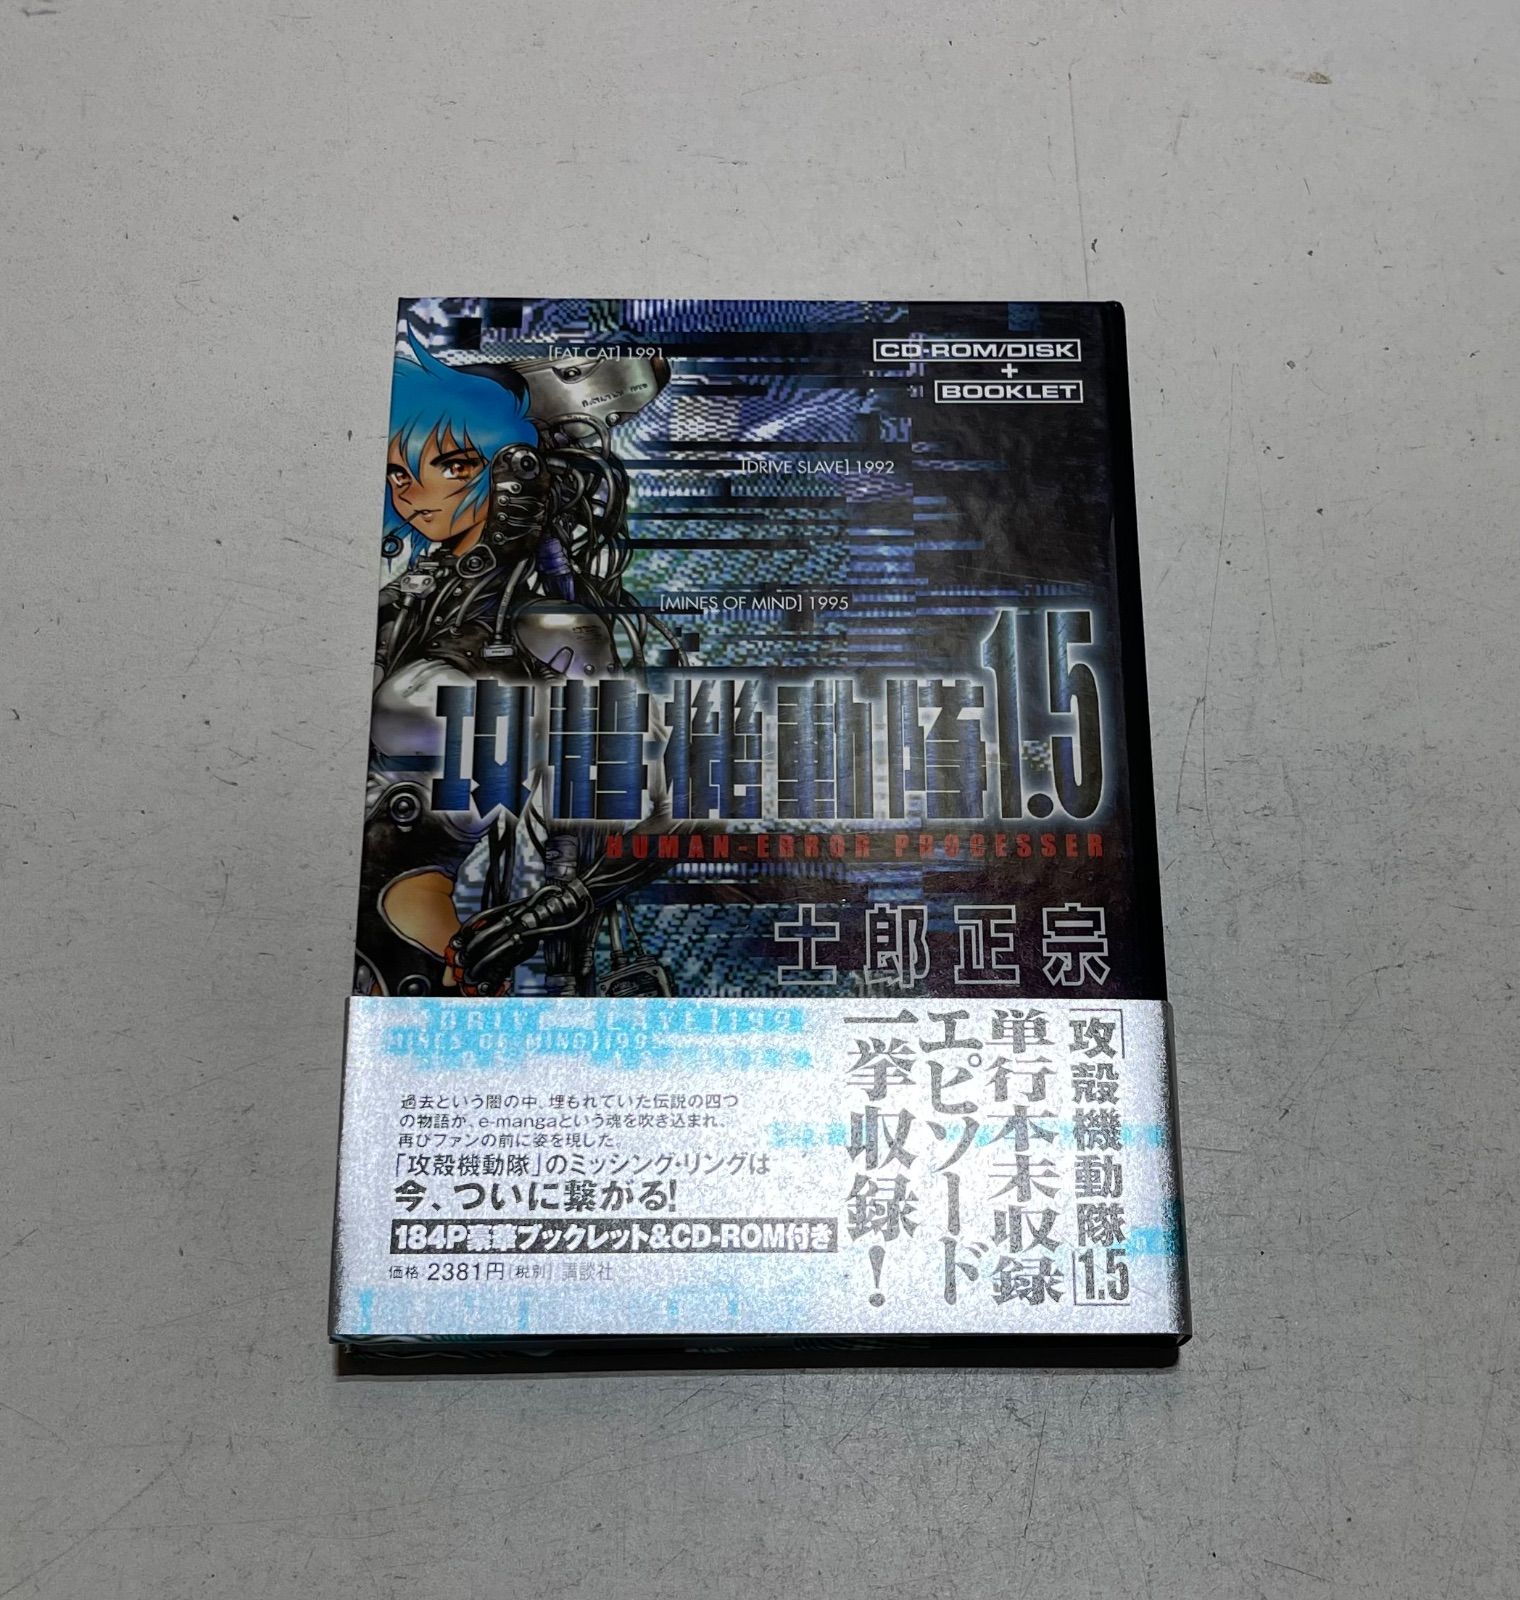 [FAT CAT] 1991
CD-ROM/DISK
+
BOOKLET
[DRIVE SLAVE] 1992
[MINES OF MIND] 1995
攻殻機動隊1.5
HUMAN-ERROR PROCESSER
士郎正宗
「攻殻機動隊」1.5
単行本未収録
エピソード
一挙収録!
MINES OF MIND] 1995
過去という闇の中、埋もれていた伝説の四つ
の物語が、e-mangaという魂を吹き込まれ、
再びファンの前に姿を現した。
「攻殻機動隊」のミッシング・リングは
今、ついに繋がる!
184P豪華ブックレット&CD-ROM付き
価格:2381円(税別) 講談社